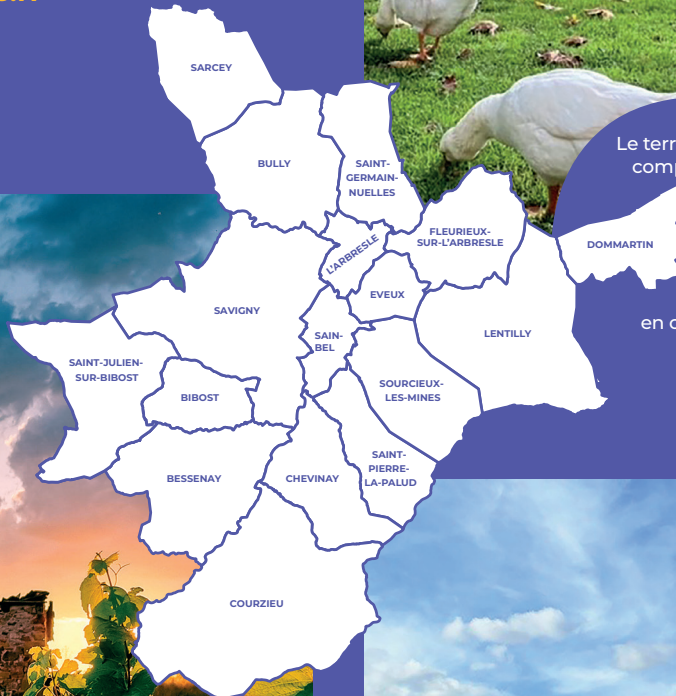 SARCEY
BULLY
SAINT-
GERMAIN-
NUELLES
Le terr
comp
FLEURIEUX-
SUR-L'ARBRESLE
DOMMARTIN
L'ARBRESLE
EVEUX
SAVIGNY
en c
LENTILLY
SAIN-
BEL
SAINT-JULIEN-
SUR-BIBOST
BIBOST
SOURCIEUX-
LES-MINES
SAINT-
PIERRE-
LA-PALUD
BESSENAY
CHEVINAY
COURZIEU